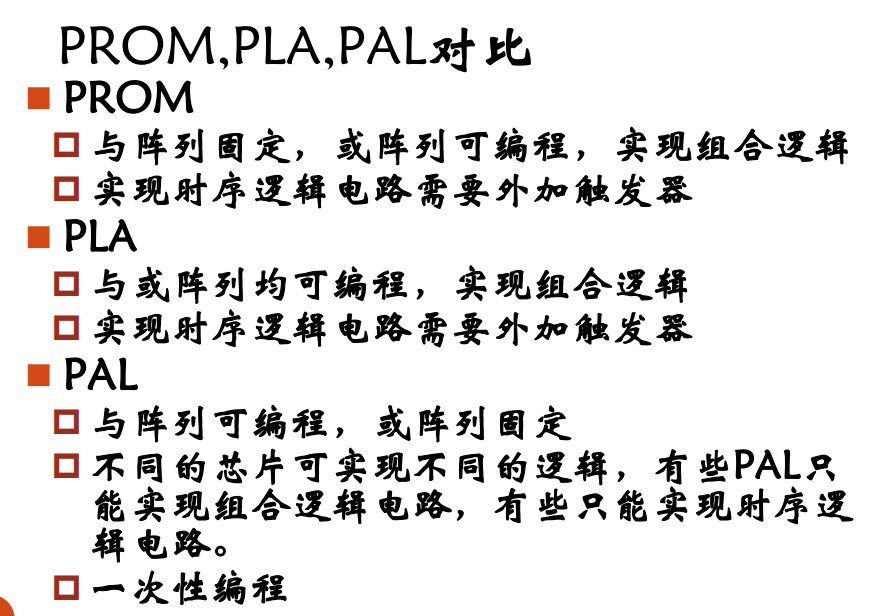 PROM,PLA,PAL对比
PROM
与阵列固定，或阵列可编程，实现组合逻辑
实现时序逻辑电路需要外加触发器
PLA
与或阵列均可编程，实现组合逻辑
实现时序逻辑电路需要外加触发器
PAL
与阵列可编程，或阵列固定
不同的芯片可实现不同的逻辑，有些PAL只
能实现组合逻辑电路，有些只能实现时序逻
辑电路。
一次性编程